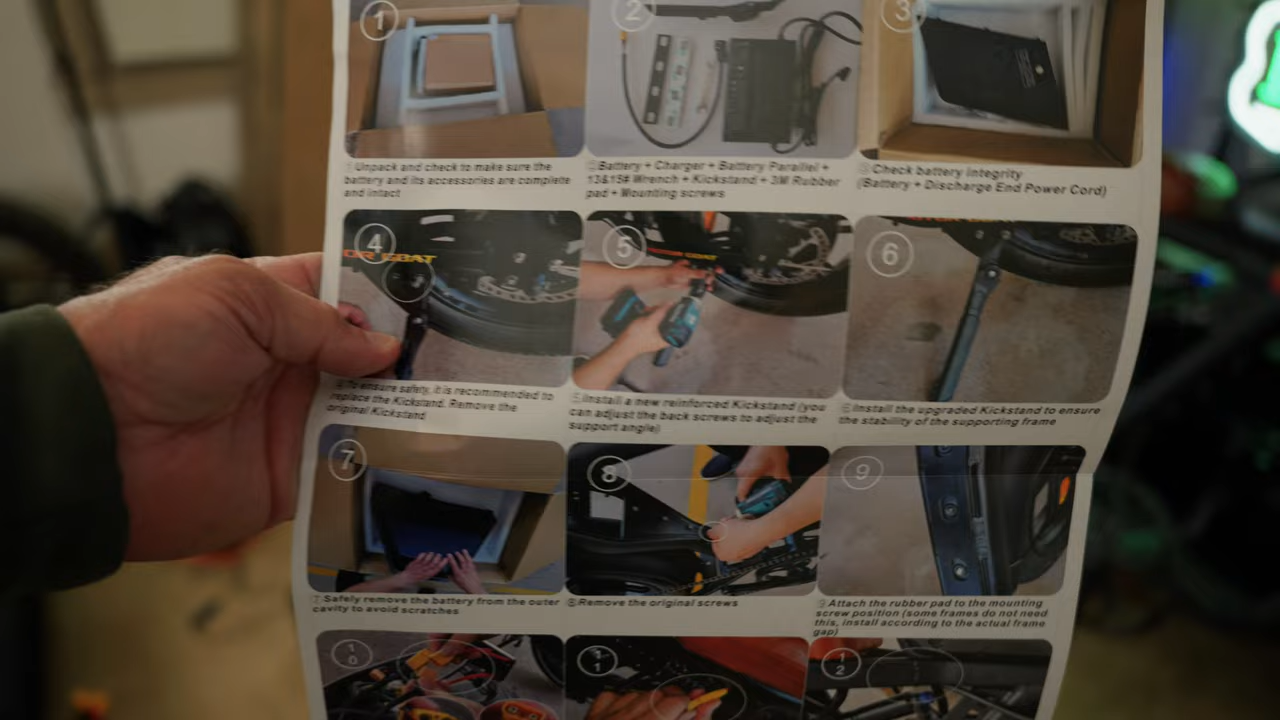 1
2
3
①Unpack and check to make sure the
battery and its accessories are complete
and intact
②Battery + Charger + Battery Parallel +
13&15# Wrench + Kickstand + 3M Rubber
pad + Mounting screws
③Check battery integrity
(Battery + Discharge End Power Cord)
4
5
6
OR GOAT
④To ensure safety, it is recommended to
replace the Kickstand. Remove the
original Kickstand
⑤Install a new reinforced Kickstand (you
can adjust the back screws to adjust the
support angle)
⑥Install the upgraded Kickstand to ensure
the stability of the supporting frame
7
8
9
⑦Safely remove the battery from the outer
cavity to avoid scratches
⑧Remove the original screws
⑨Attach the rubber pad to the mounting
screw position (some frames do not need
this, install according to the actual frame
gap)
10
11
12